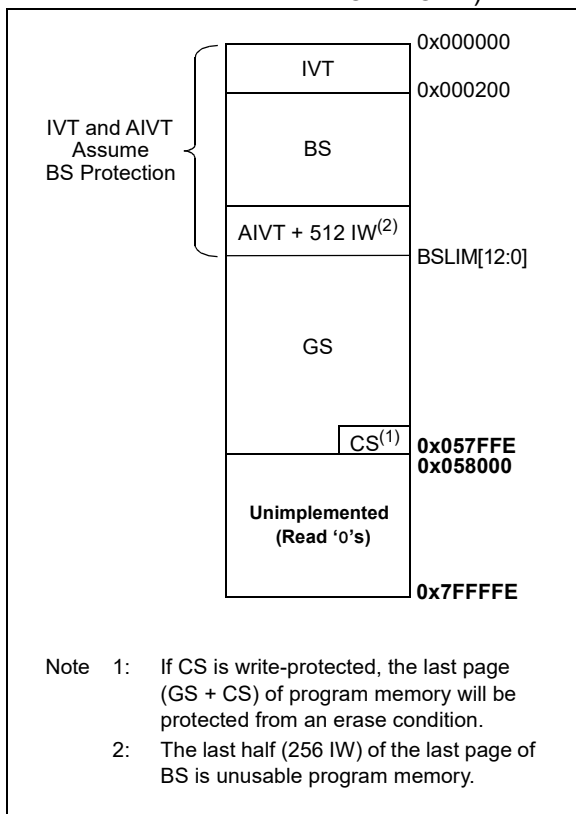 0x000000
IVT
0x000200
IVT and AIVT
Assume
BS Protection
BS
AIVT + 512 IW(2)
BSLIM[12:0]
GS
CS(1)
0x057FFE
0x058000
Unimplemented
(Read ‘0’s)
0x7FFFFE
Note 1: If CS is write-protected, the last page
(GS + CS) of program memory will be
protected from an erase condition.
2: The last half (256 IW) of the last page of
BS is unusable program memory.